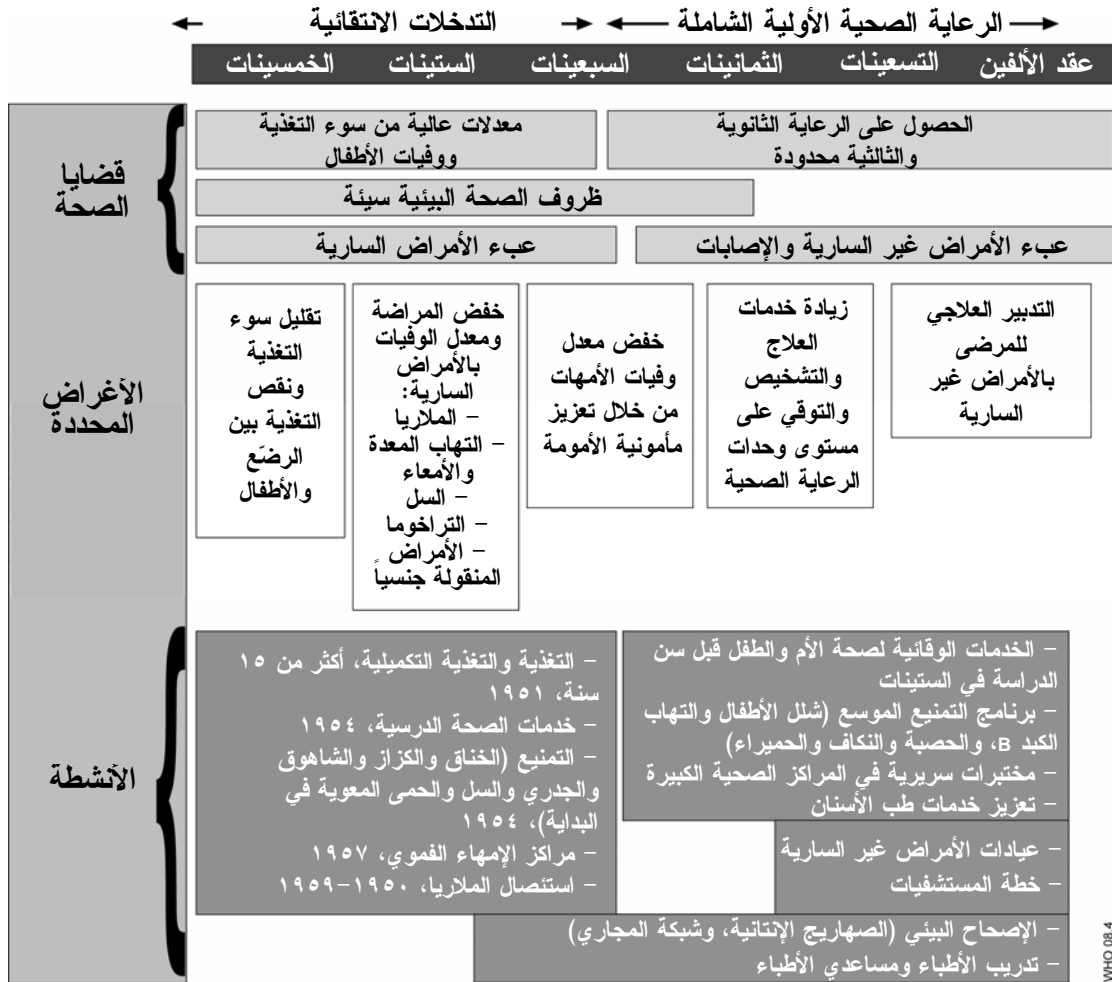 الرعاية الصحية الأولية الشاملة
التدخلات الانتقائية
عقد الألفين
التسعينات
الثمانينات
السبعينات
الستينات
الخمسينات
قضايا
الصحة
الحصول على الرعاية الثانوية
والثالثية محدودة
معدلات عالية من سوء التغذية
ووفيات الأطفال
ظروف الصحة البيئية سيئة
عبء الأمراض غير السارية والإصابات
عبء الأمراض السارية
الأغراض
المحددة
التدبير العلاجي
للمرضى
بالأمراض غير
السارية
زيادة خدمات
العلاج
والتشخيص
والتوقي على
مستوى وحدات
الرعاية الصحية
خفض معدل
وفيات الأمهات
من خلال تعزيز
مأمونية الأمومة
خفض المراضة
ومعدل الوفيات
بالأمراض
السارية:
– الملاريا
– التهاب المعدة
والأمعاء
– السل
– التراخوما
– الأمراض
المنقولة جنسياً
تقليل سوء
التغذية
ونقص
التغذية بين
الرضّع
والأطفال
الأنشطة
– الخدمات الوقائية لصحة الأم والطفل قبل سن
الدراسة في الستينات
– برنامج التمنيع الموسع (شلل الأطفال والتهاب
الكبد B، والحصبة والنكاف والحميراء)
– مختبرات سريرية في المراكز الصحية الكبيرة
– تعزيز خدمات طب الأسنان
– عيادات الأمراض غير السارية
– خطة المستشفيات
– التغذية والتغذية التكميلية، أكثر من ١٥
سنة، ١٩٥١
– خدمات الصحة الدرسية، ١٩٥٤
– التمنيع (الخناق والكزاز والشاهوق
والجدري والسل والحمى المعوية في
البداية)، ١٩٥٤
– مراكز الإمهاء الفموي، ١٩٥٧
– استئصال الملاريا، ١٩٥٠–١٩٥٩
– الإصحاح البيئي (الصهاريج الإنتانية، وشبكة المجاري)
– تدريب الأطباء ومساعدي الأطباء
WHO 08.4